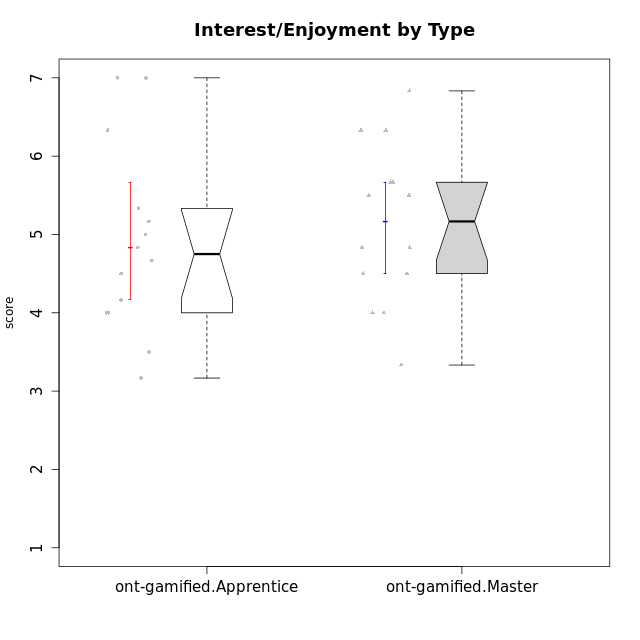 Interest/Enjoyment by Type
7
6
5
4
3
2
1
score
ont-gamified.Apprentice
ont-gamified.Master